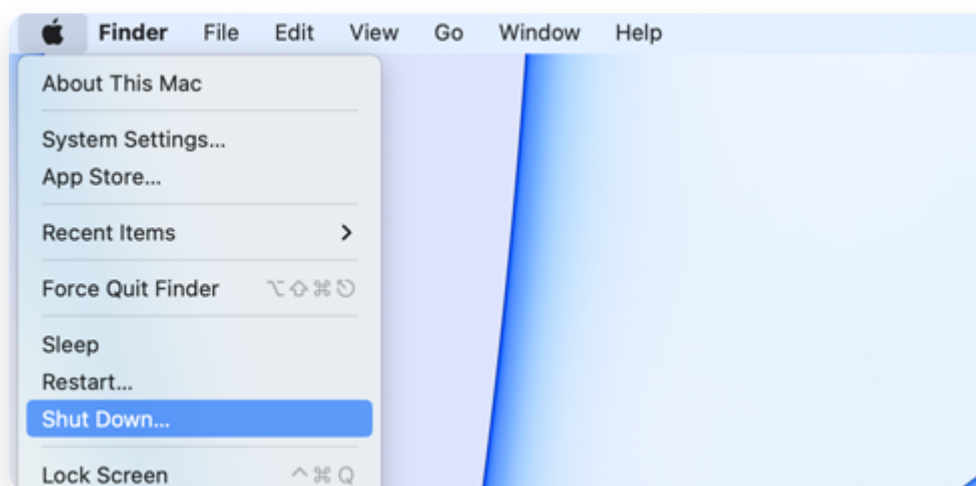 Finder File Edit View Go Window Help
About This Mac
System Settings...
App Store...
Recent Items
Force Quit Finder ⌥⇧⌘⎋
Sleep
Restart...
Shut Down...
Lock Screen ^⌘Q